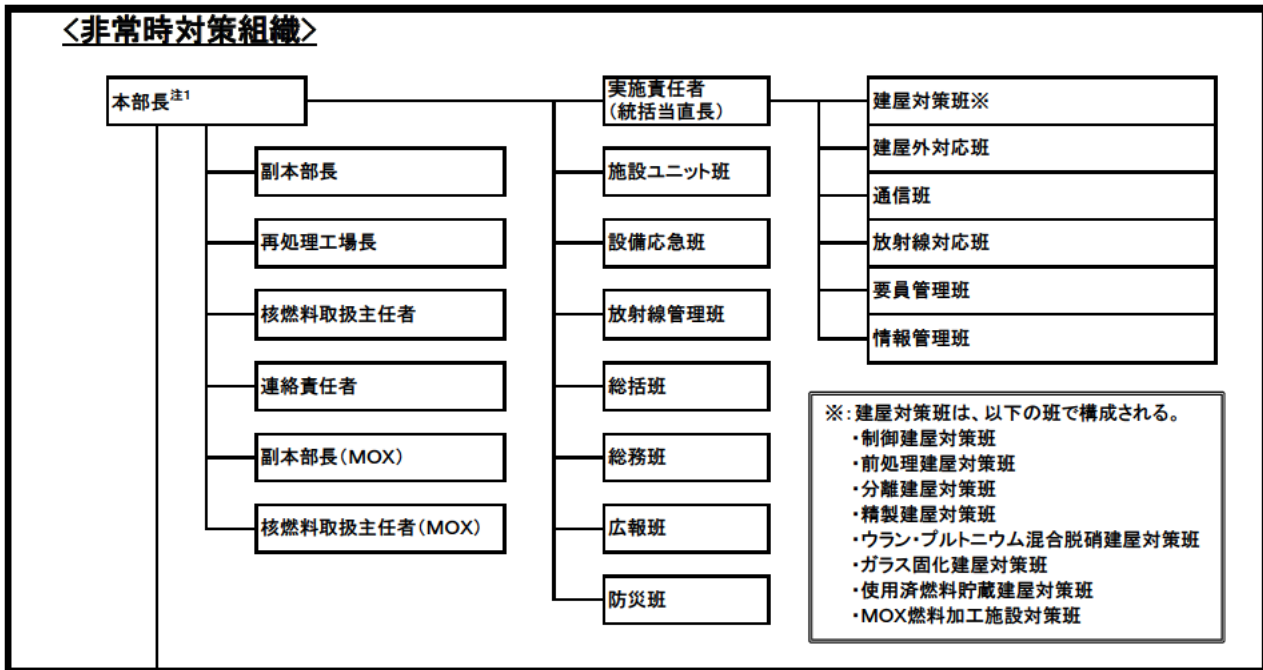 <非常時対策組織>
本部長注1
副本部長
再処理工場長
核燃料取扱主任者
連絡責任者
副本部長(MOX)
核燃料取扱主任者(MOX)
実施責任者
(統括当直長)
施設ユニット班
設備応急班
放射線管理班
総括班
総務班
広報班
防災班
建屋対策班※
建屋外対応班
通信班
放射線対応班
要員管理班
情報管理班
※:建屋対策班は、以下の班で構成される。
・制御建屋対策班
・前処理建屋対策班
・分離建屋対策班
・精製建屋対策班
・ウラン・プルトニウム混合脱硝建屋対策班
・ガラス固化建屋対策班
・使用済燃料貯蔵建屋対策班
・MOX燃料加工施設対策班